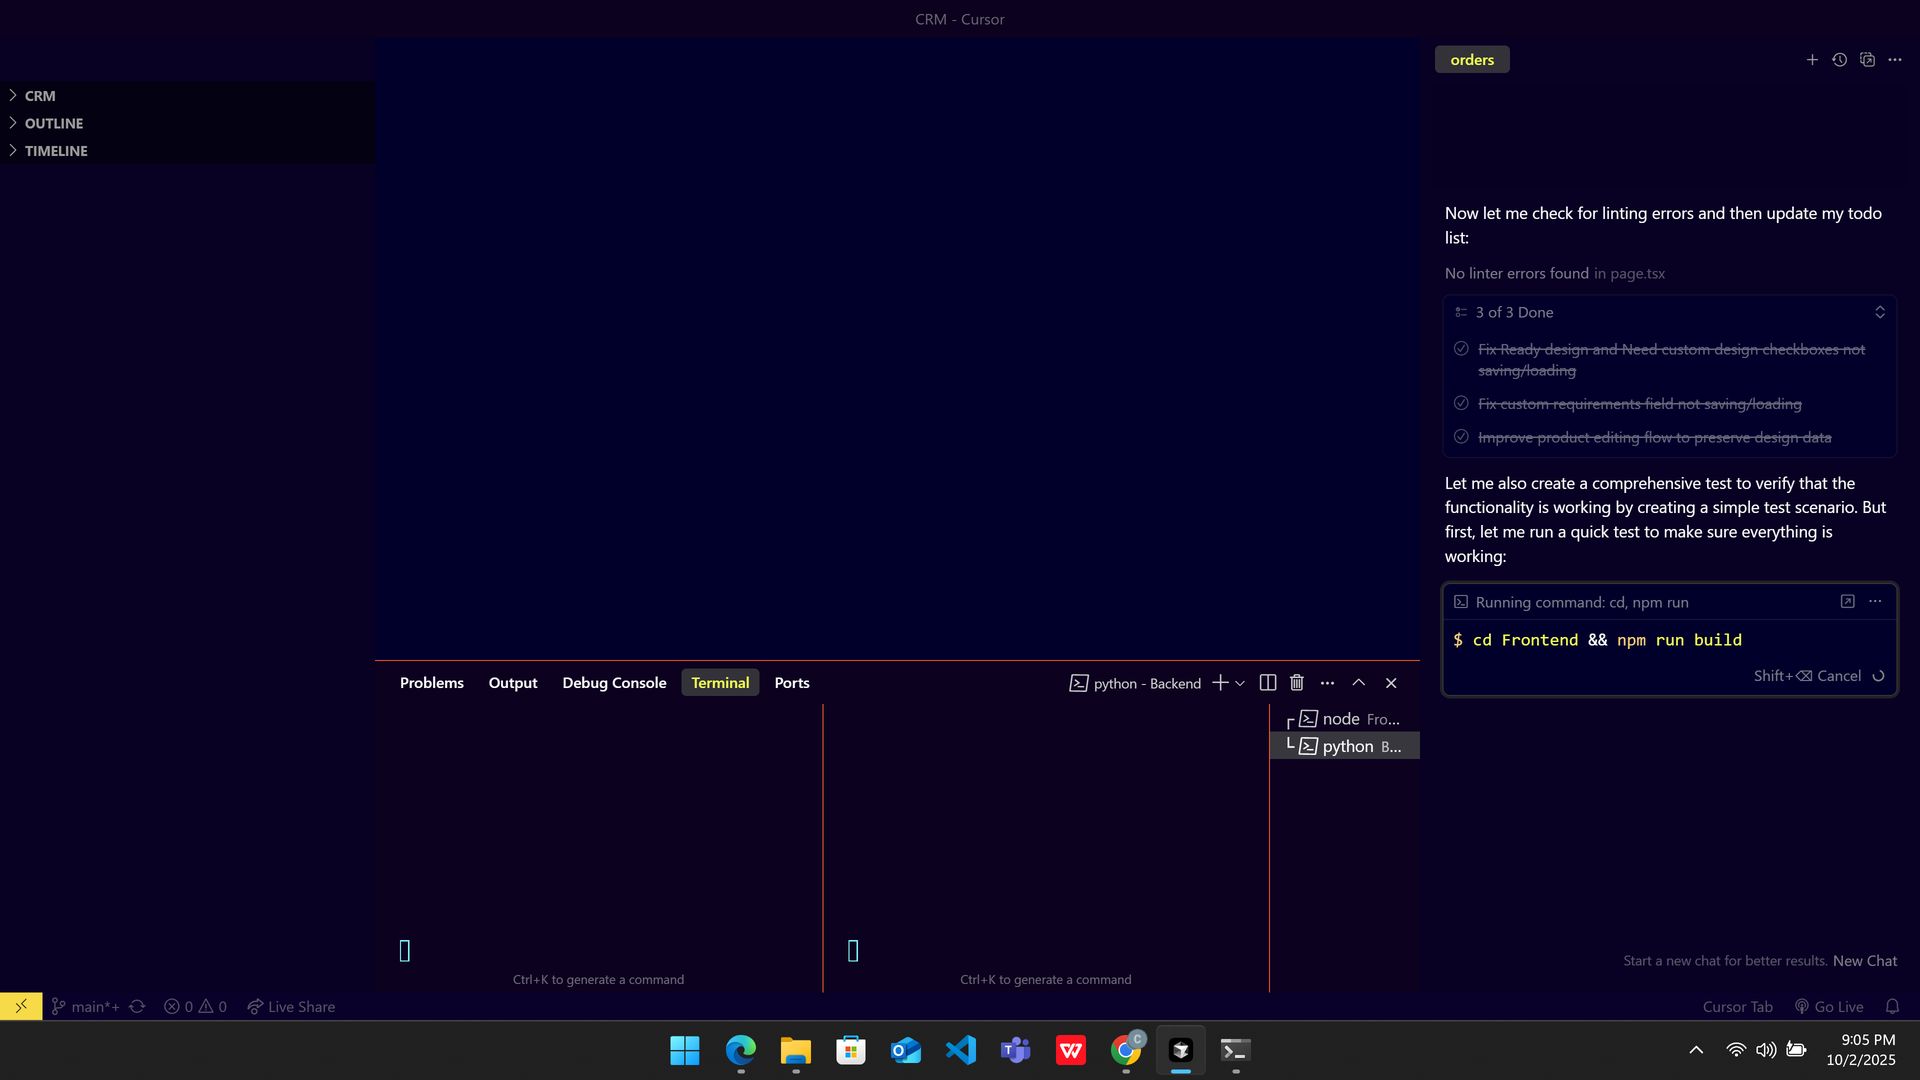 CRM - Cursor
CRM
OUTLINE
TIMELINE
orders
Now let me check for linting errors and then update my todo
list:
No linter errors found in page.tsx
3 of 3 Done
Fix Ready design and Need custom design checkboxes not
saving/loading
Fix custom requirements field not saving/loading
Improve product editing flow to preserve design data
Let me also create a comprehensive test to verify that the
functionality is working by creating a simple test scenario. But
first, let me run a quick test to make sure everything is
working:
Running command: cd, npm run
$ cd Frontend && npm run build
Shift+⌫ Cancel
Problems Output Debug Console Terminal Ports
python - Backend
node Fro...
python B...
Ctrl+K to generate a command
Ctrl+K to generate a command
Start a new chat for better results. New Chat
main*+ 0 0 Live Share
Cursor Tab Go Live
C
9:05 PM
10/2/2025